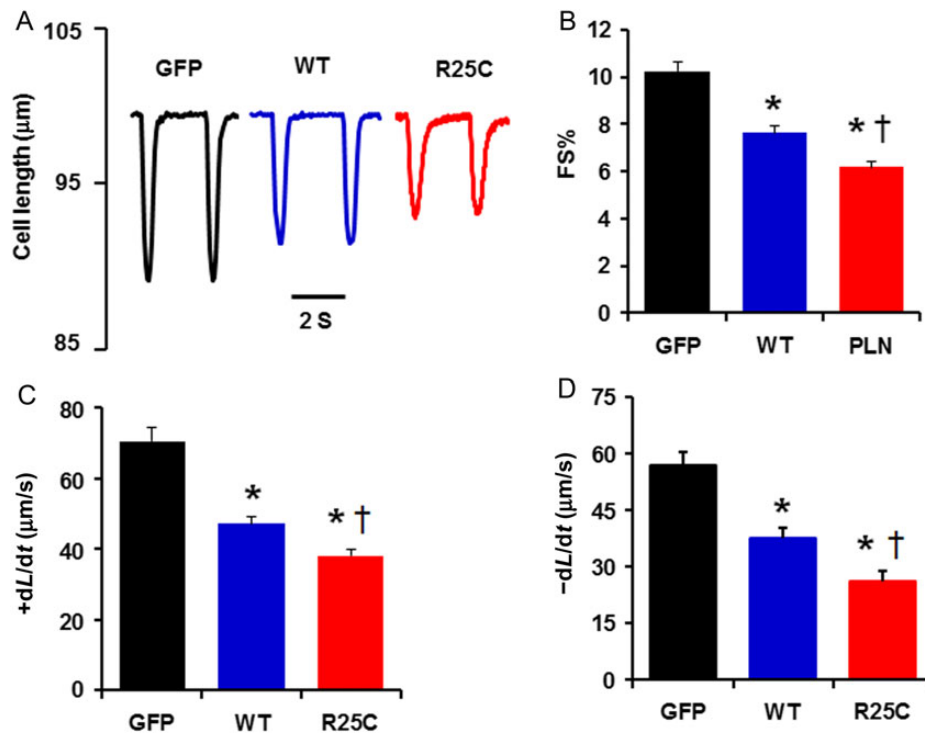 A
105
95
85
Cell length (μm)
GFP
WT
R25C
2 S
B
12
10
8
6
4
2
0
FS%
*
* †
GFP
WT
PLN
C
80
60
40
20
0
+dL/dt (μm/s)
*
* †
GFP
WT
R25C
D
75
60
45
30
15
0
−dL/dt (μm/s)
*
* †
GFP
WT
R25C